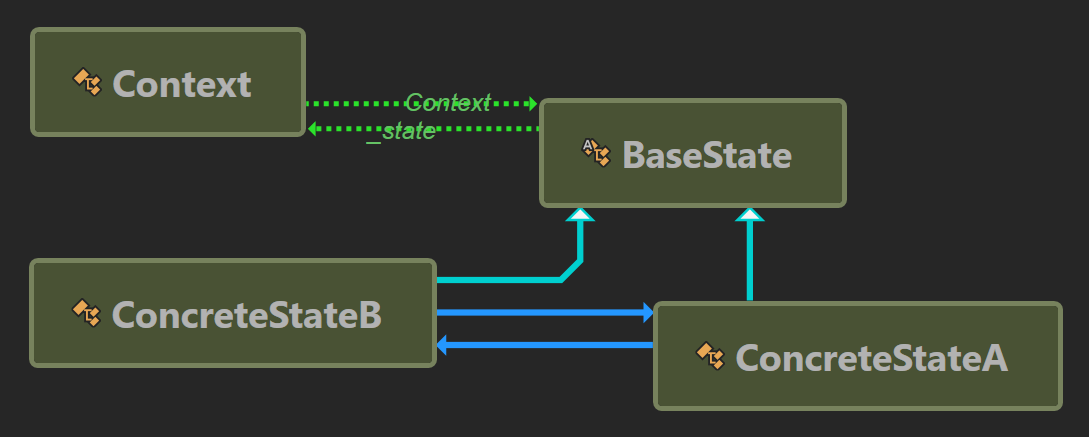 Context
Context
_state
BaseState
ConcreteStateB
ConcreteStateA